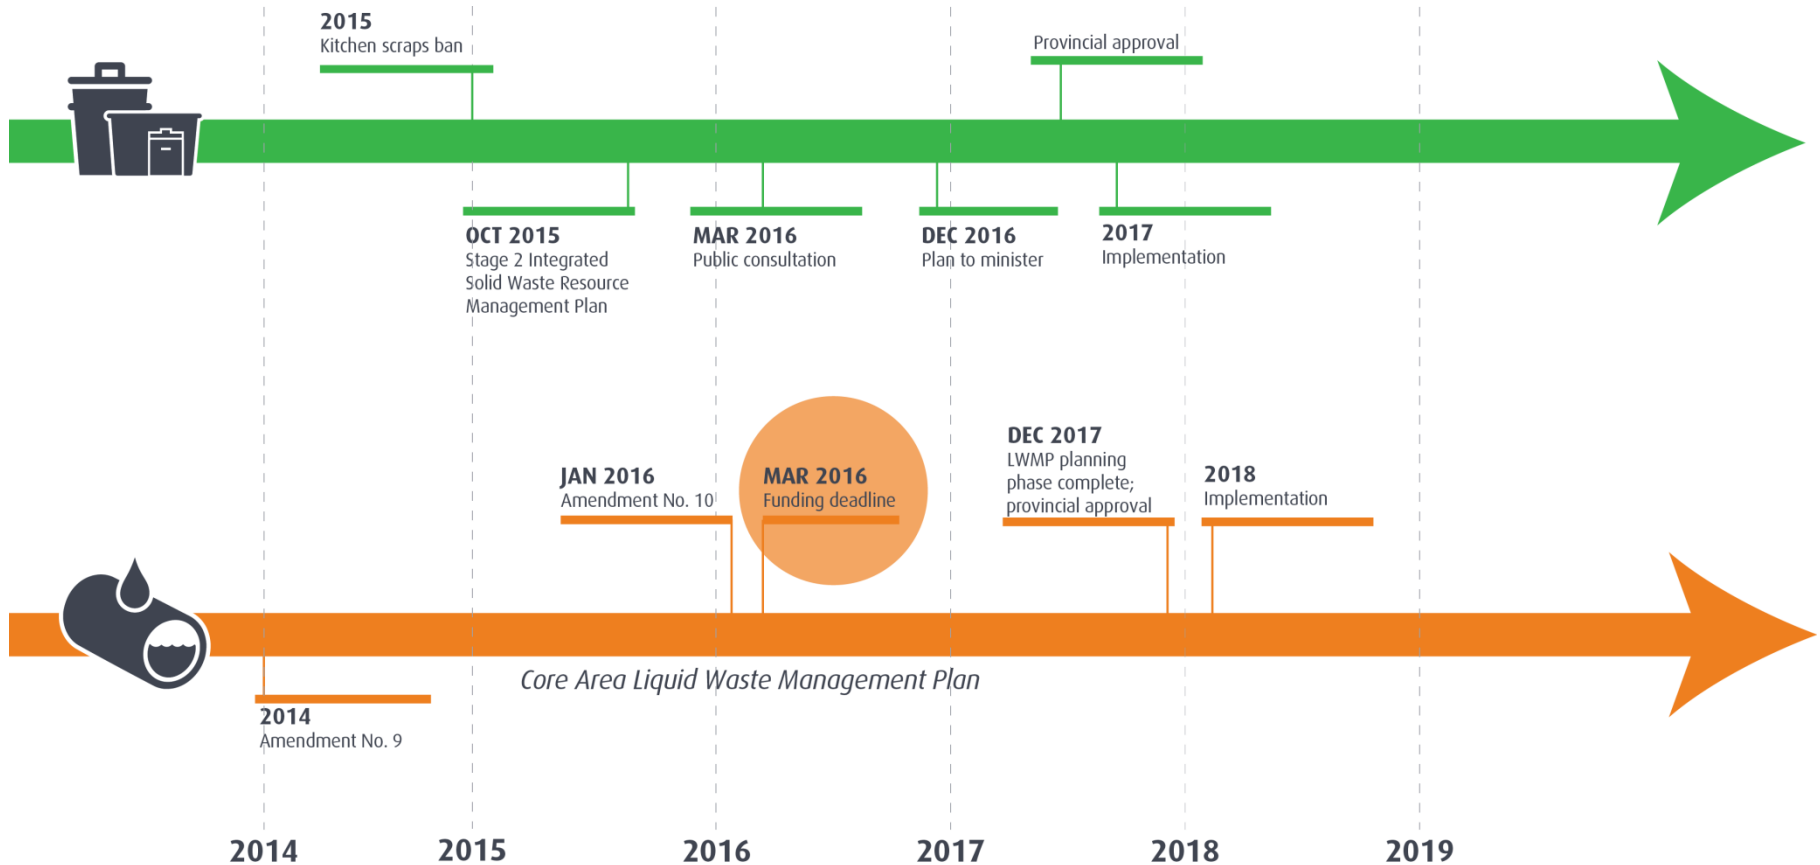 2015
Kitchen scraps ban
Provincial approval
OCT 2015
Stage 2 Integrated
Solid Waste Resource
Management Plan
MAR 2016
Public consultation
DEC 2016
Plan to minister
2017
Implementation
JAN 2016
Amendment No. 10
MAR 2016
Funding deadline
DEC 2017
LWMP planning
phase complete;
provincial approval
2018
Implementation
Core Area Liquid Waste Management Plan
2014
Amendment No. 9
2014
2015
2016
2017
2018
2019